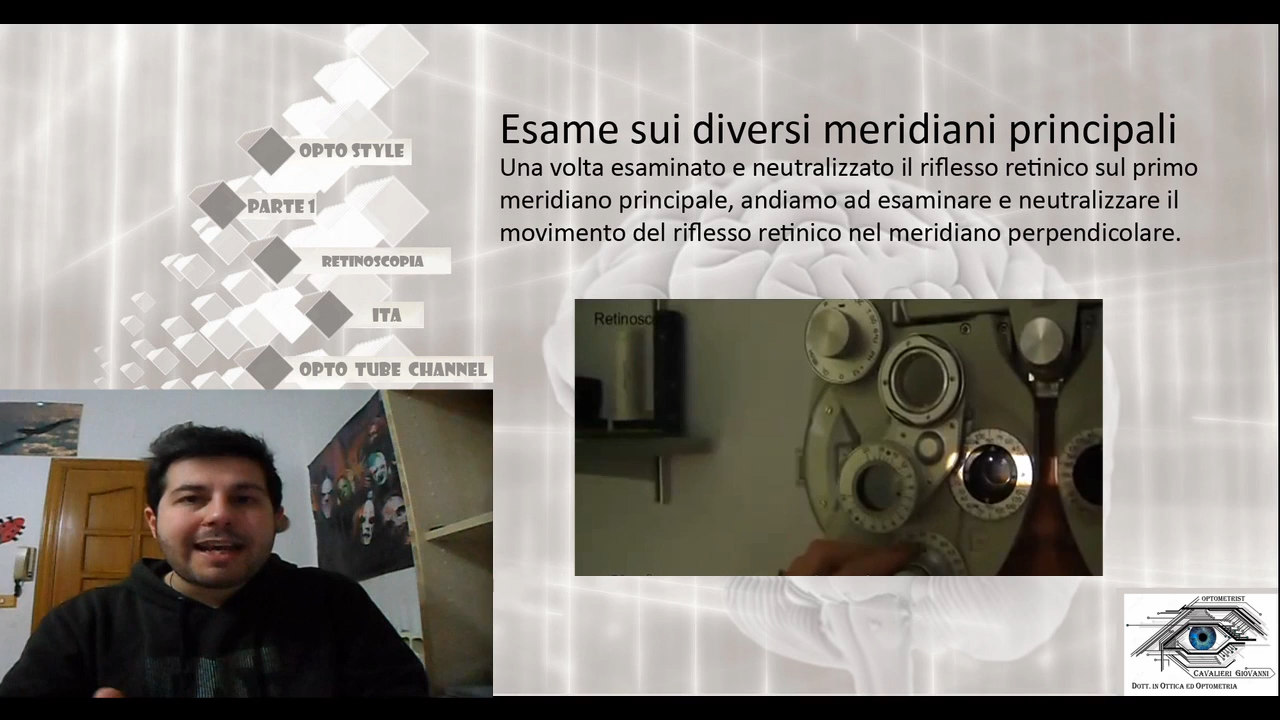 Esame sui diversi meridiani principali
Una volta esaminato e neutralizzato il riflesso retinico sul primo
meridiano principale, andiamo ad esaminare e neutralizzare il
movimento del riflesso retinico nel meridiano perpendicolare.
OPTO STYLE
PARTE 1
RETINOSCOPIA
ITA
OPTO TUBE CHANNEL
Retinosc
OPTOMETRIST
CAVALIERI GIOVANNI
DOTT. IN OTTICA ED OPTOMETRIA